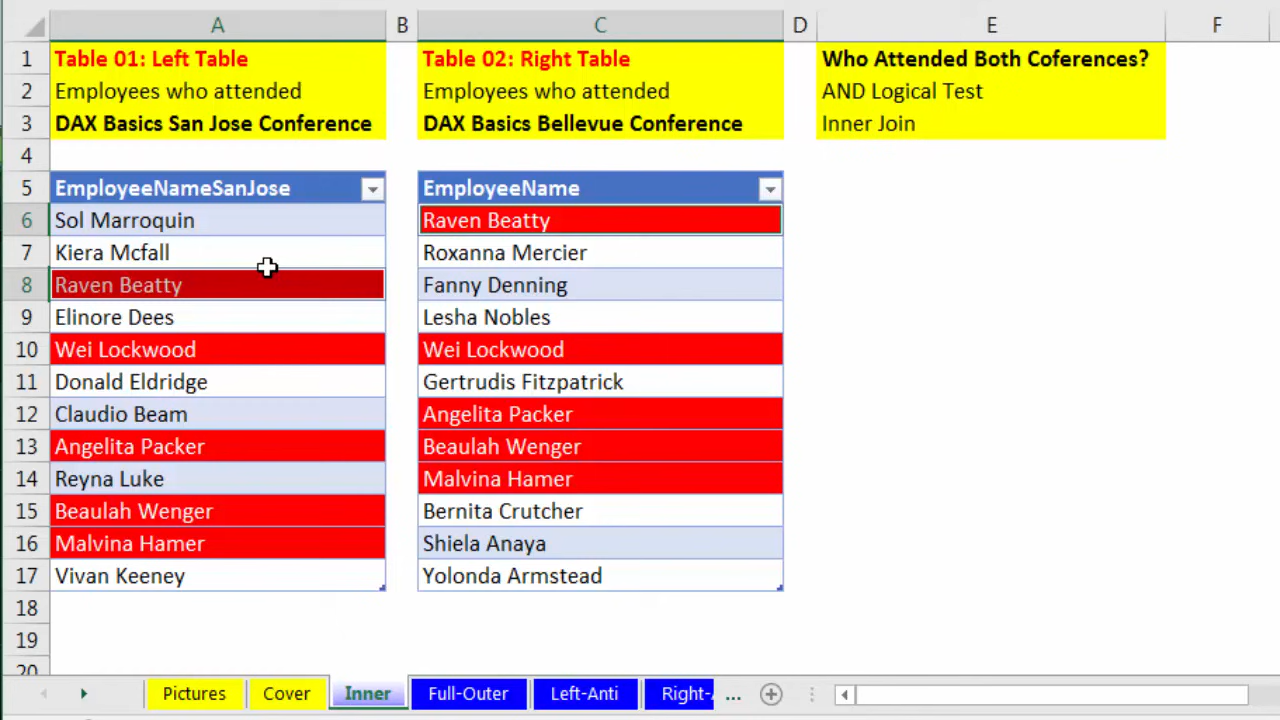 A B C D E F
1 Table 01: Left Table Table 02: Right Table Who Attended Both Coferences?
2 Employees who attended Employees who attended AND Logical Test
3 DAX Basics San Jose Conference DAX Basics Bellevue Conference Inner Join
4
5 EmployeeNameSanJose EmployeeName
6 Sol Marroquin Raven Beatty
7 Kiera Mcfall Roxanna Mercier
8 Raven Beatty Fanny Denning
9 Elinore Dees Lesha Nobles
10 Wei Lockwood Wei Lockwood
11 Donald Eldridge Gertrudis Fitzpatrick
12 Claudio Beam Angelita Packer
13 Angelita Packer Beaulah Wenger
14 Reyna Luke Malvina Hamer
15 Beaulah Wenger Bernita Crutcher
16 Malvina Hamer Shiela Anaya
17 Vivan Keeney Yolonda Armstead
18
19
20
Pictures Cover Inner Full-Outer Left-Anti Right- ...